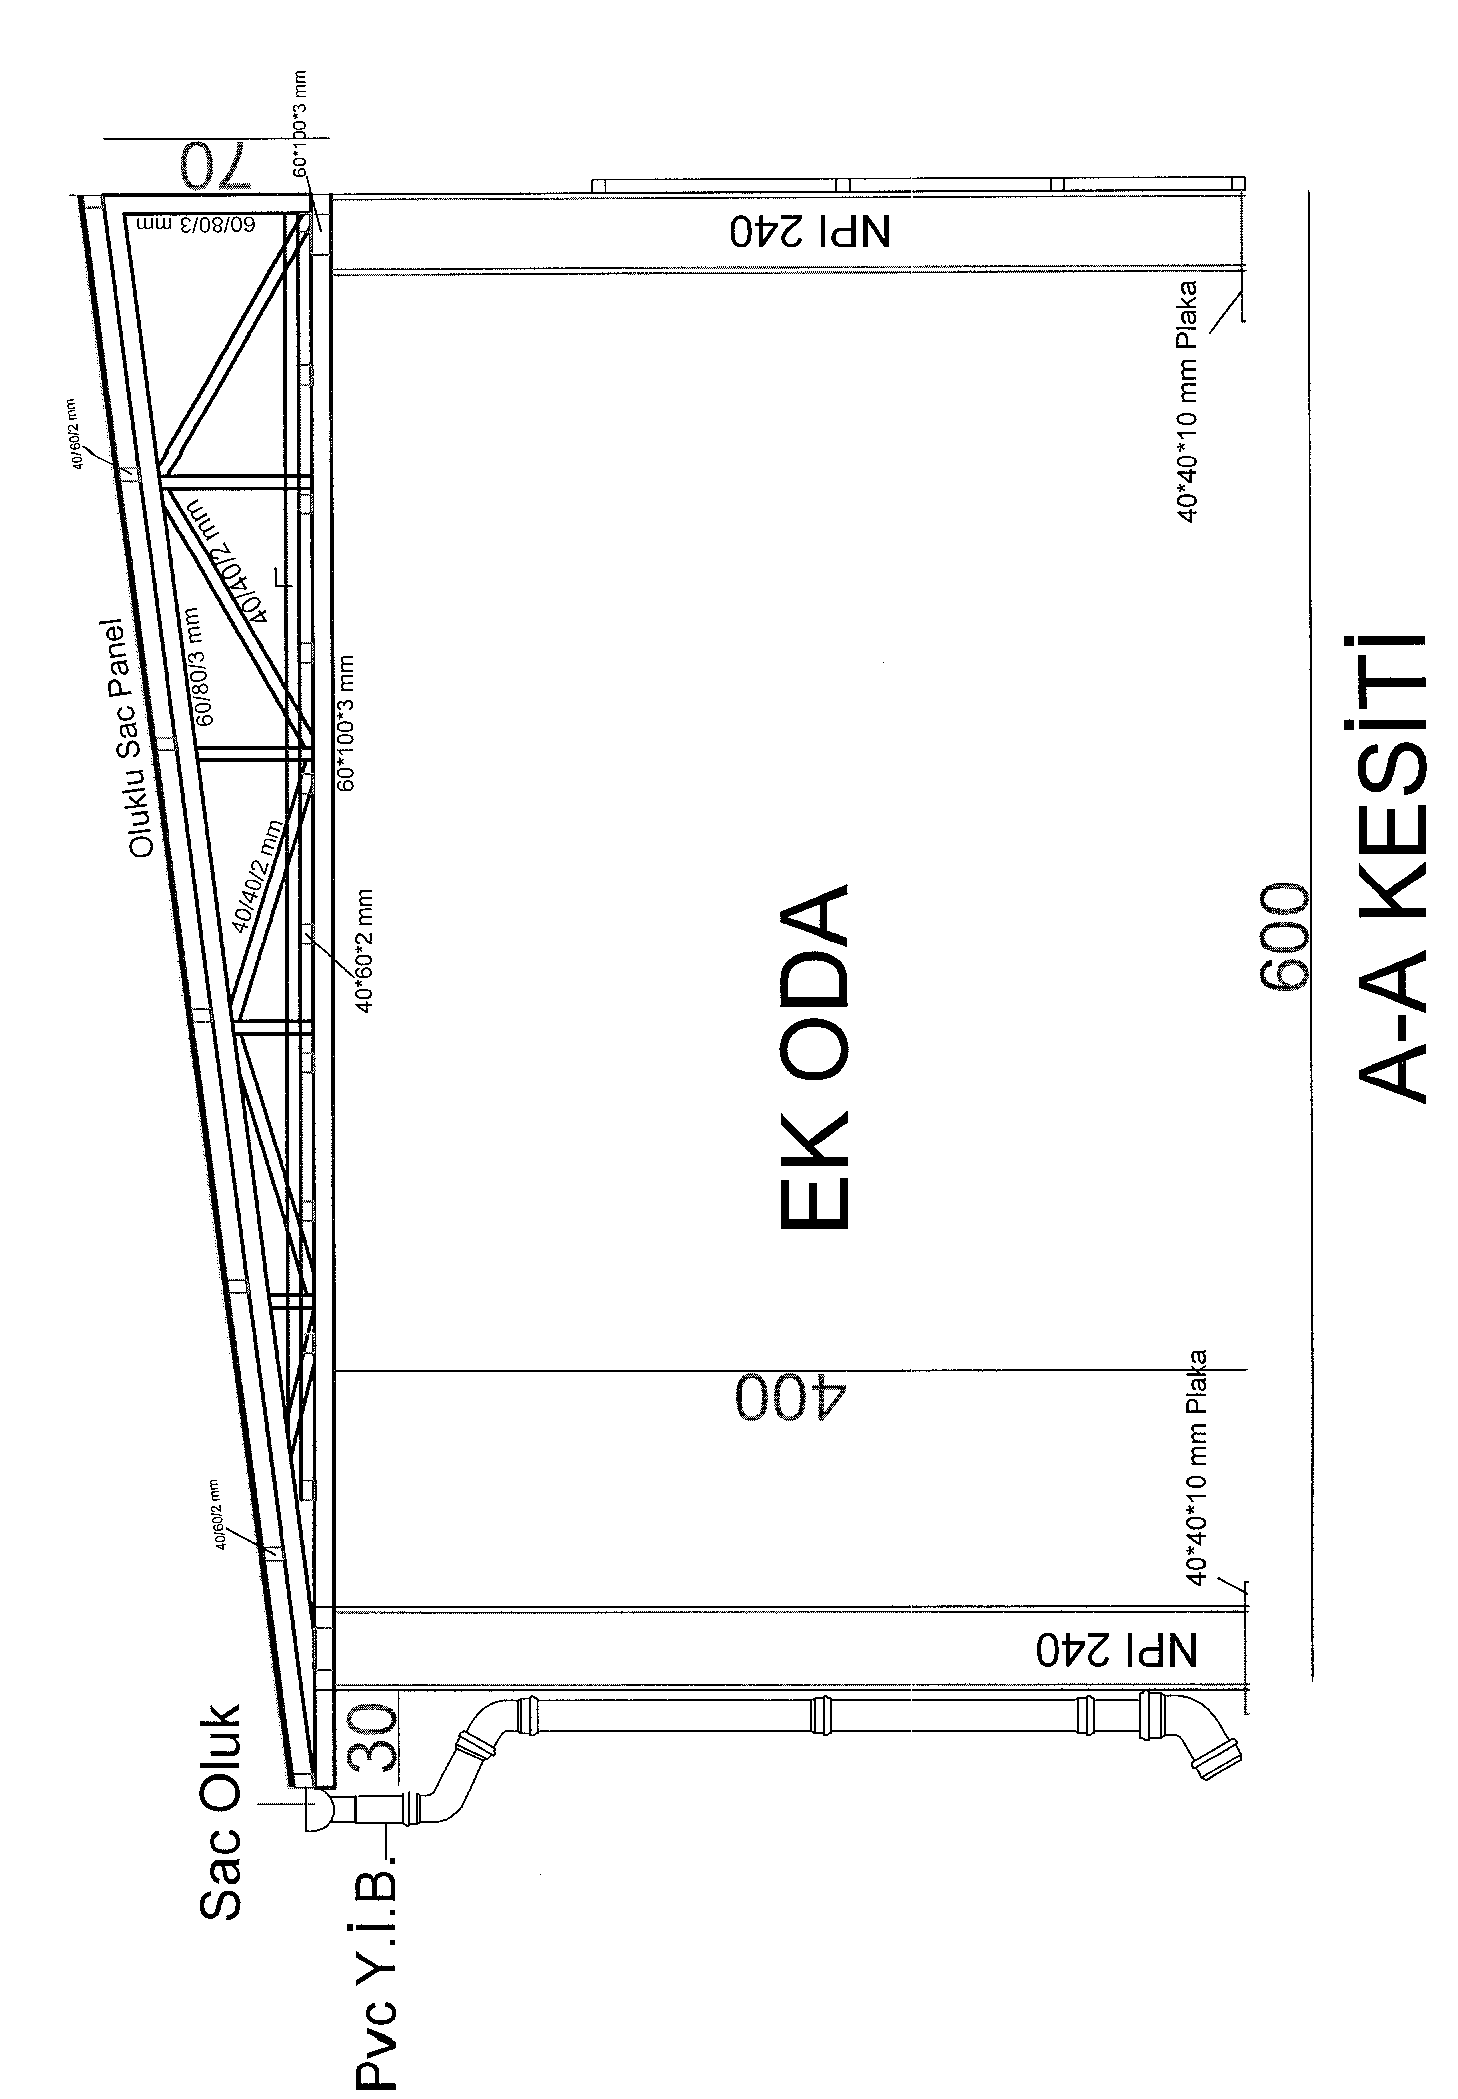 Sac Oluk
Pvc Y.İ.B.
30
40/60/2 mm
Oluklu Sac Panel
40/60/2 mm
60/80/3 mm
40/40/2 mm
40/40/2 mm
40*60*2 mm
60*100*3 mm
60/80/3 mm
70
60*100*3 mm
NPI 240
NPI 240
400
EK ODA
40*40*10 mm Plaka
40*40*10 mm Plaka
600
A-A KESİTİ